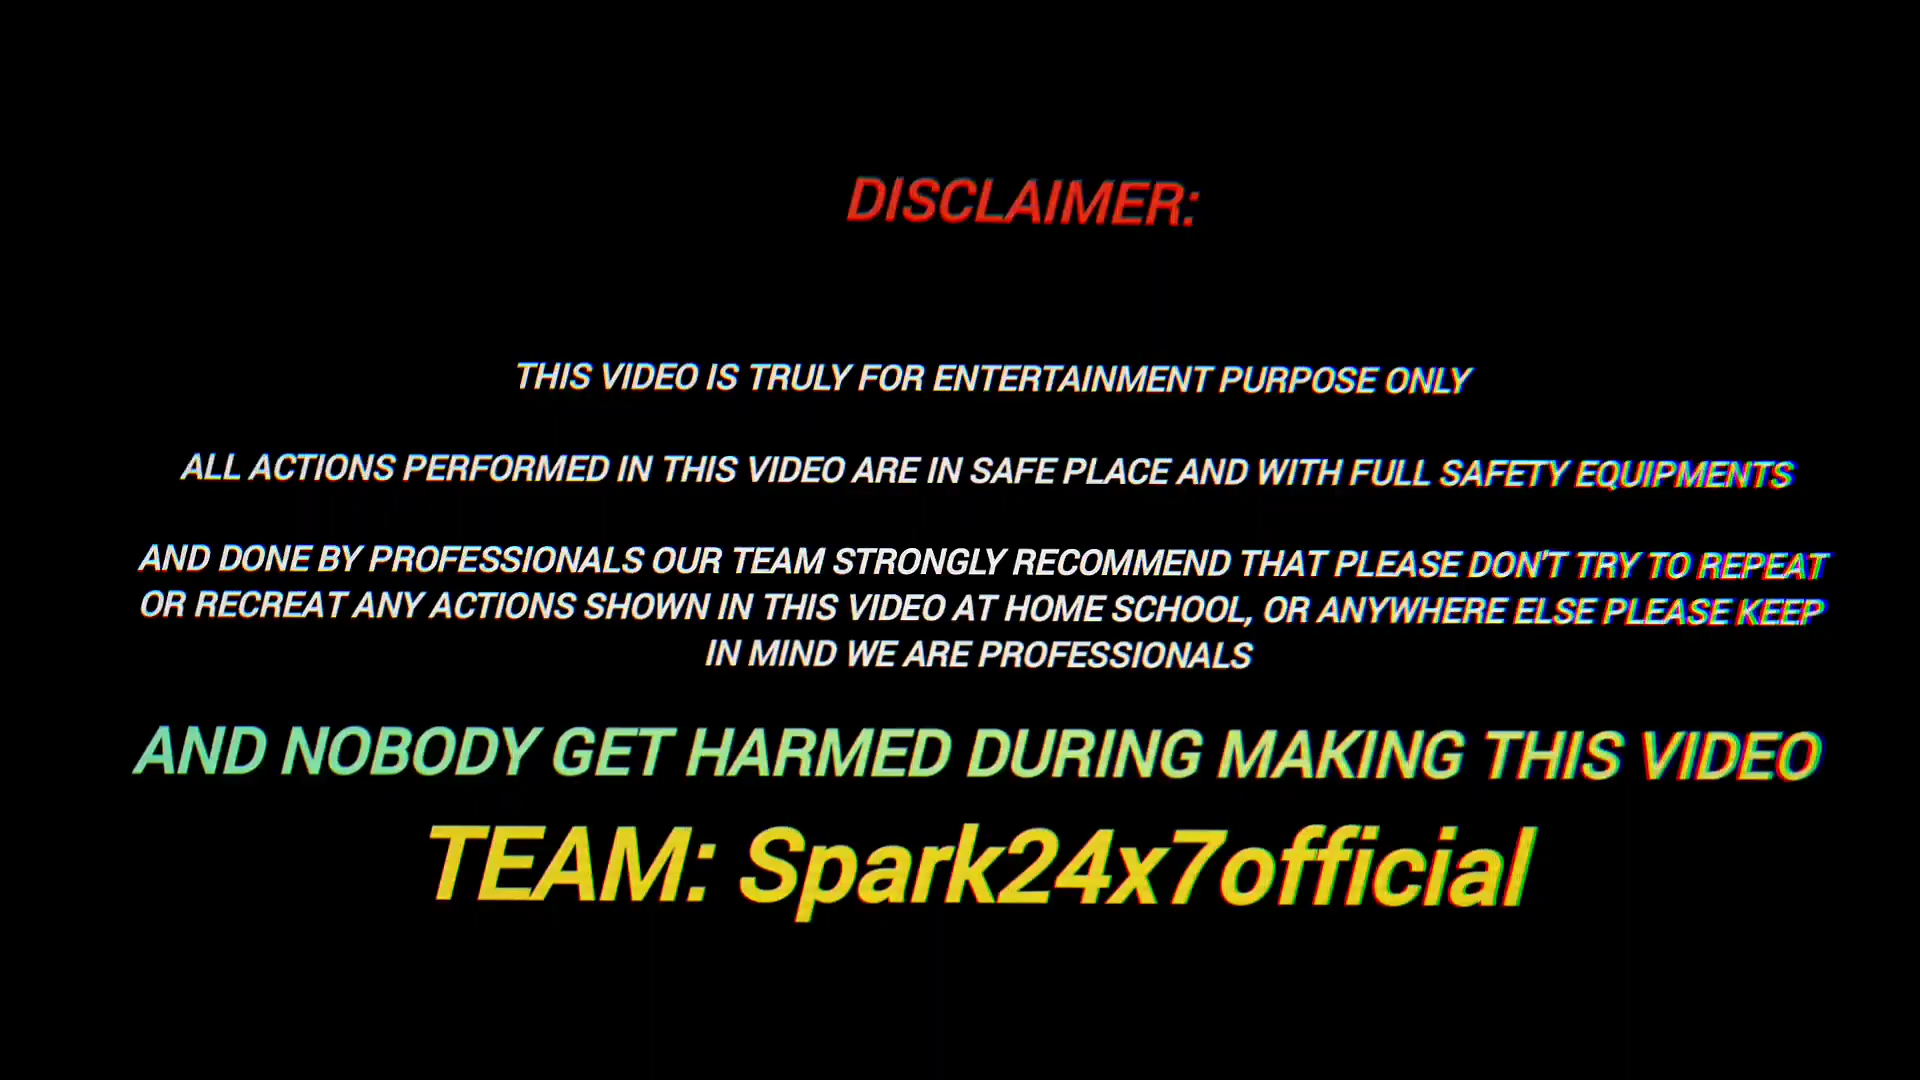 DISCLAIMER:
THIS VIDEO IS TRULY FOR ENTERTAINMENT PURPOSE ONLY
ALL ACTIONS PERFORMED IN THIS VIDEO ARE IN SAFE PLACE AND WITH FULL SAFETY EQUIPMENTS
AND DONE BY PROFESSIONALS OUR TEAM STRONGLY RECOMMEND THAT PLEASE DON'T TRY TO REPEAT
OR RECREAT ANY ACTIONS SHOWN IN THIS VIDEO AT HOME SCHOOL, OR ANYWHERE ELSE PLEASE KEEP
IN MIND WE ARE PROFESSIONALS
AND NOBODY GET HARMED DURING MAKING THIS VIDEO
TEAM: Spark24x7official